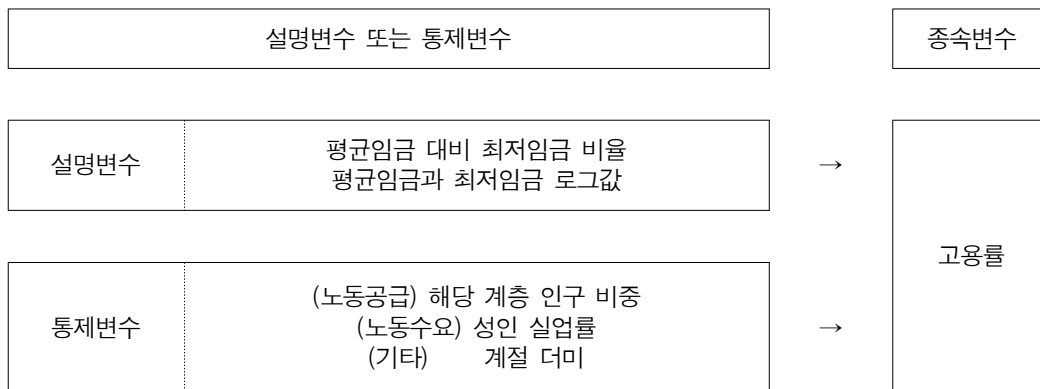 설명변수 또는 통제변수
종속변수
설명변수
평균임금 대비 최저임금 비율
평균임금과 최저임금 로그값
→
고용률
통제변수
(노동공급) 해당 계층 인구 비중
(노동수요) 성인 실업률
(기타) 계절 더미
→